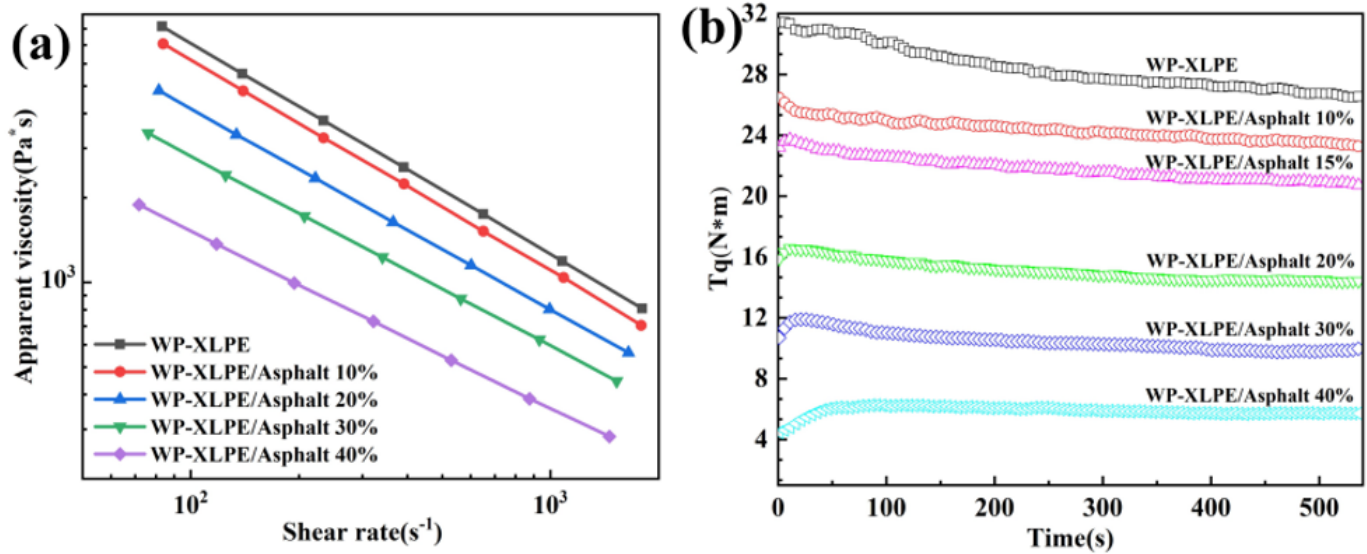 (a)
Apparent viscosity(Pa*s)
10³
WP-XLPE
WP-XLPE/Asphalt 10%
WP-XLPE/Asphalt 20%
WP-XLPE/Asphalt 30%
WP-XLPE/Asphalt 40%
10² 10³
Shear rate(s⁻¹)
(b)
Tq(N*m)
32
28
24
20
16
12
8
4
WP-XLPE
WP-XLPE/Asphalt 10%
WP-XLPE/Asphalt 15%
WP-XLPE/Asphalt 20%
WP-XLPE/Asphalt 30%
WP-XLPE/Asphalt 40%
0 100 200 300 400 500
Time(s)